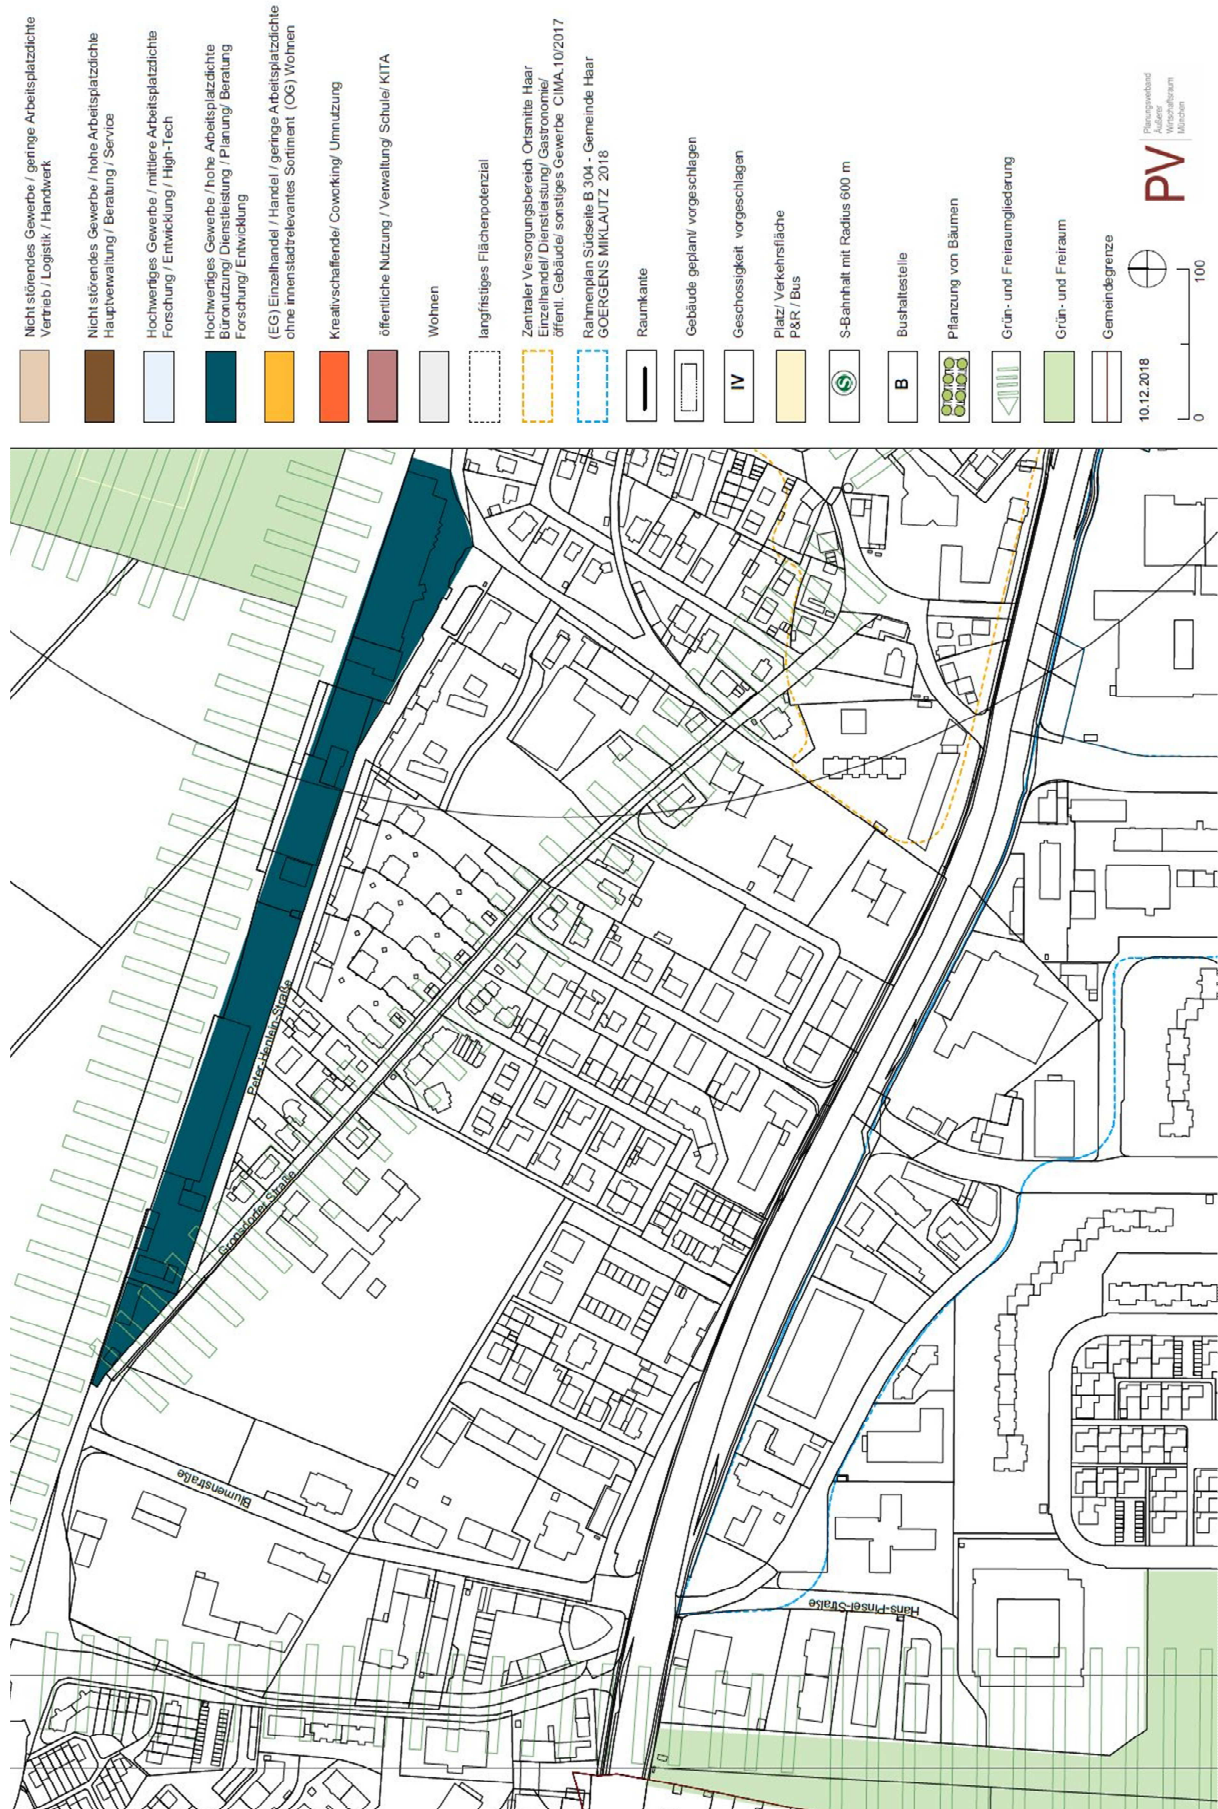 Nicht störendes Gewerbe / geringe Arbeitsplatzdichte
Vertrieb / Logistik / Handwerk
Nicht störendes Gewerbe / hohe Arbeitsplatzdichte
Hauptverwaltung / Beratung / Service
Hochwertiges Gewerbe / mittlere Arbeitsplatzdichte
Forschung / Entwicklung / High-Tech
Hochwertiges Gewerbe / hohe Arbeitsplatzdichte
Büronutzung/ Dienstleistung / Planung/ Beratung
Forschung/ Entwicklung
(EG) Einzelhandel / Handel / geringe Arbeitsplatzdichte
ohne innenstadtrelevantes Sortiment (OG) Wohnen
Kreativschaffende/ Coworking/ Umnutzung
öffentliche Nutzung / Verwaltung/ Schule/ KITA
Wohnen
langfristiges Flächenpotenzial
Zentraler Versorgungsbereich Ortsmitte Haar
Einzelhandel/ Dienstleistung/ Gastronomie/
öffentl. Gebäude/ sonstiges Gewerbe CIMA.10/2017
Rahmenplan Südseite B 304 - Gemeinde Haar
GOERGENS MIKLAUTZ 2018
Raumkante
Gebäude geplant/ vorgeschlagen
IV
Geschossigkeit vorgeschlagen
Platz/ Verkehrsfläche
P&R / Bus
S
S-Bahnhalt mit Radius 600 m
B
Bushaltestelle
Pflanzung von Bäumen
Grün- und Freiraumgliederung
Grün- und Freiraum
Gemeindegrenze
10.12.2018
0
100
PV
Planungsverband
Äußerer
Wirtschaftsraum
München
Peter-Henlein-Straße
Gronsdorfer Straße
Blumenstraße
Hans-Pinsel-Straße